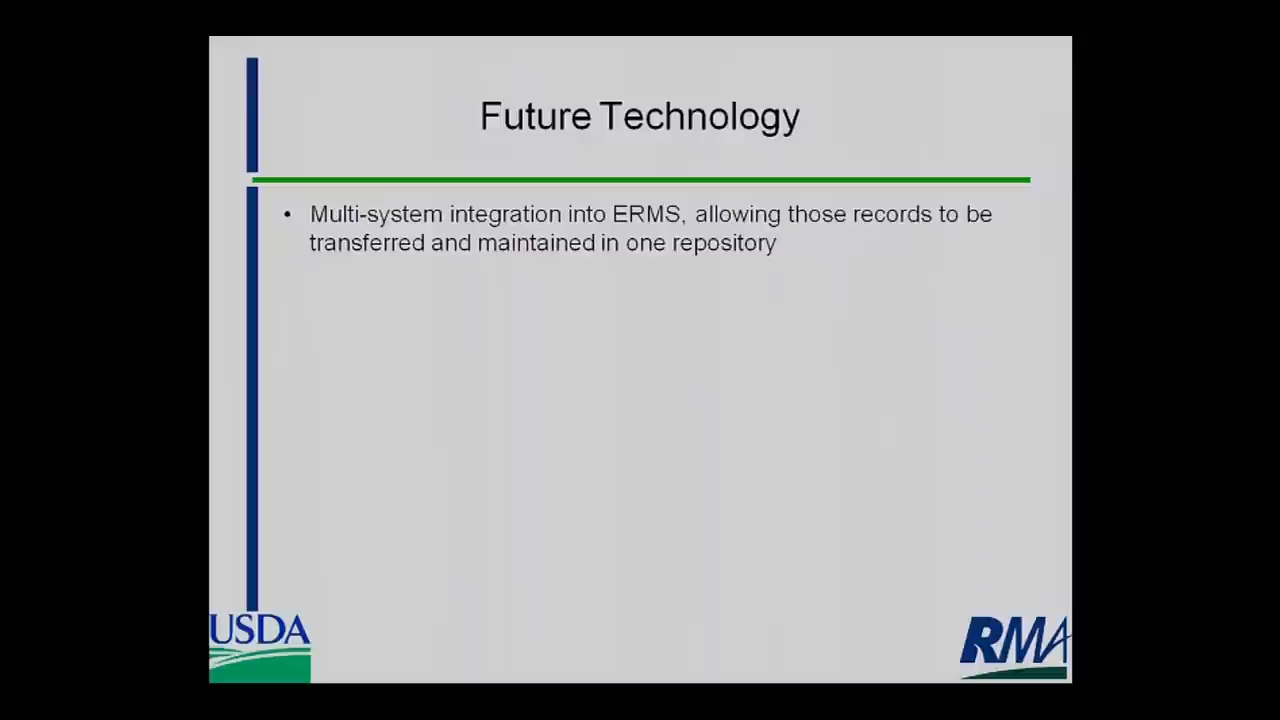 Future Technology
• Multi-system integration into ERMS, allowing those records to be
transferred and maintained in one repository
USDA
RMA